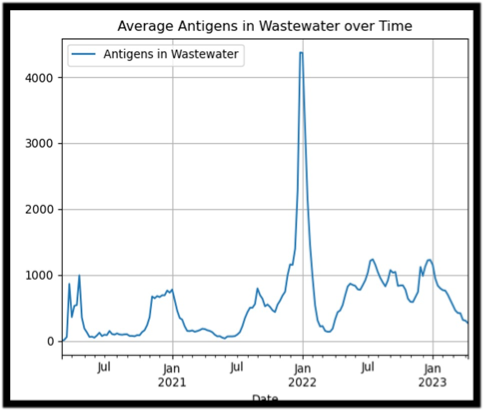 Average Antigens in Wastewater over Time
Antigens in Wastewater
4000
3000
2000
1000
0
Jul Jan Jul Jan Jul Jan
2021 2022 2023
Date